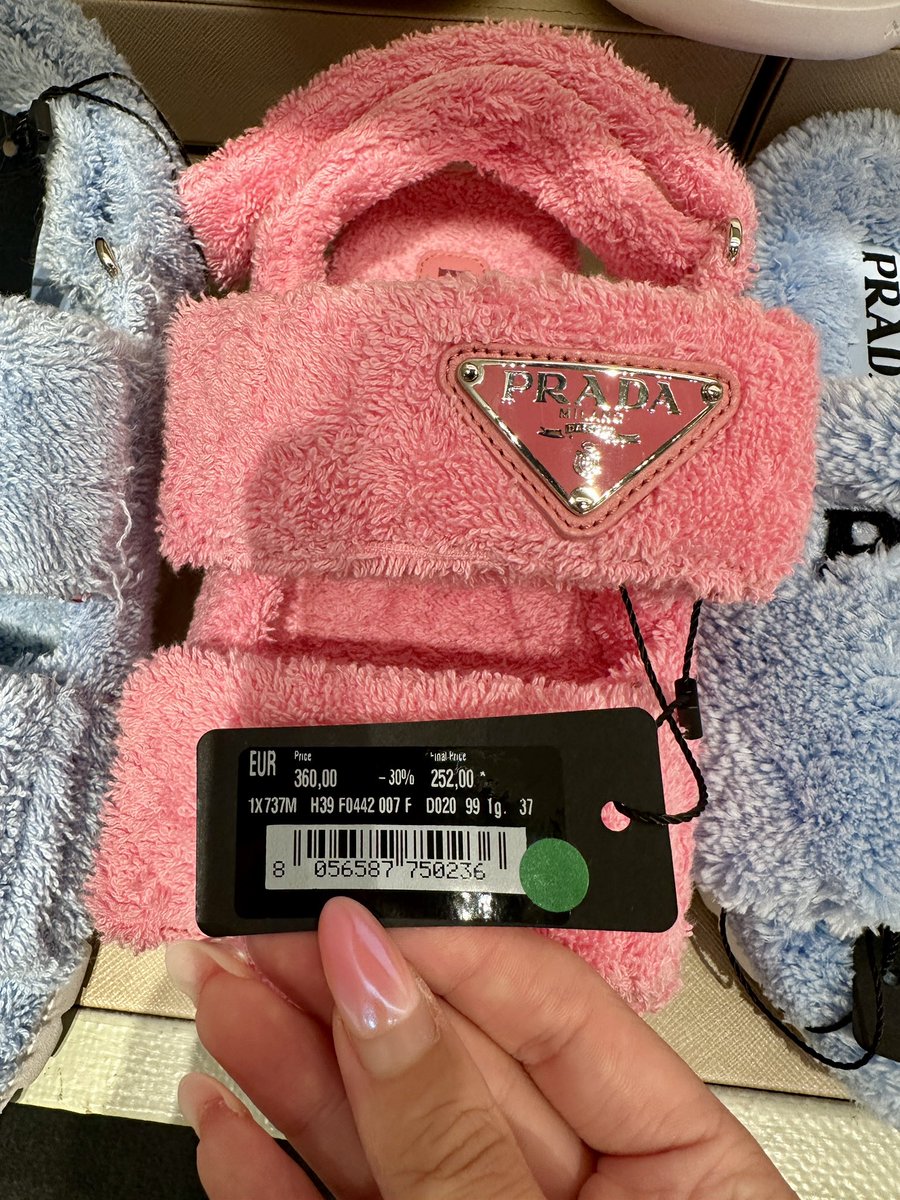 PRADA
MILANO
PRAD
EUR
Price
Final Price
360,00 -30% 252,00 *
1X737M H39 F0442 007 F D020 99 Tg. 37
8 056587 750236